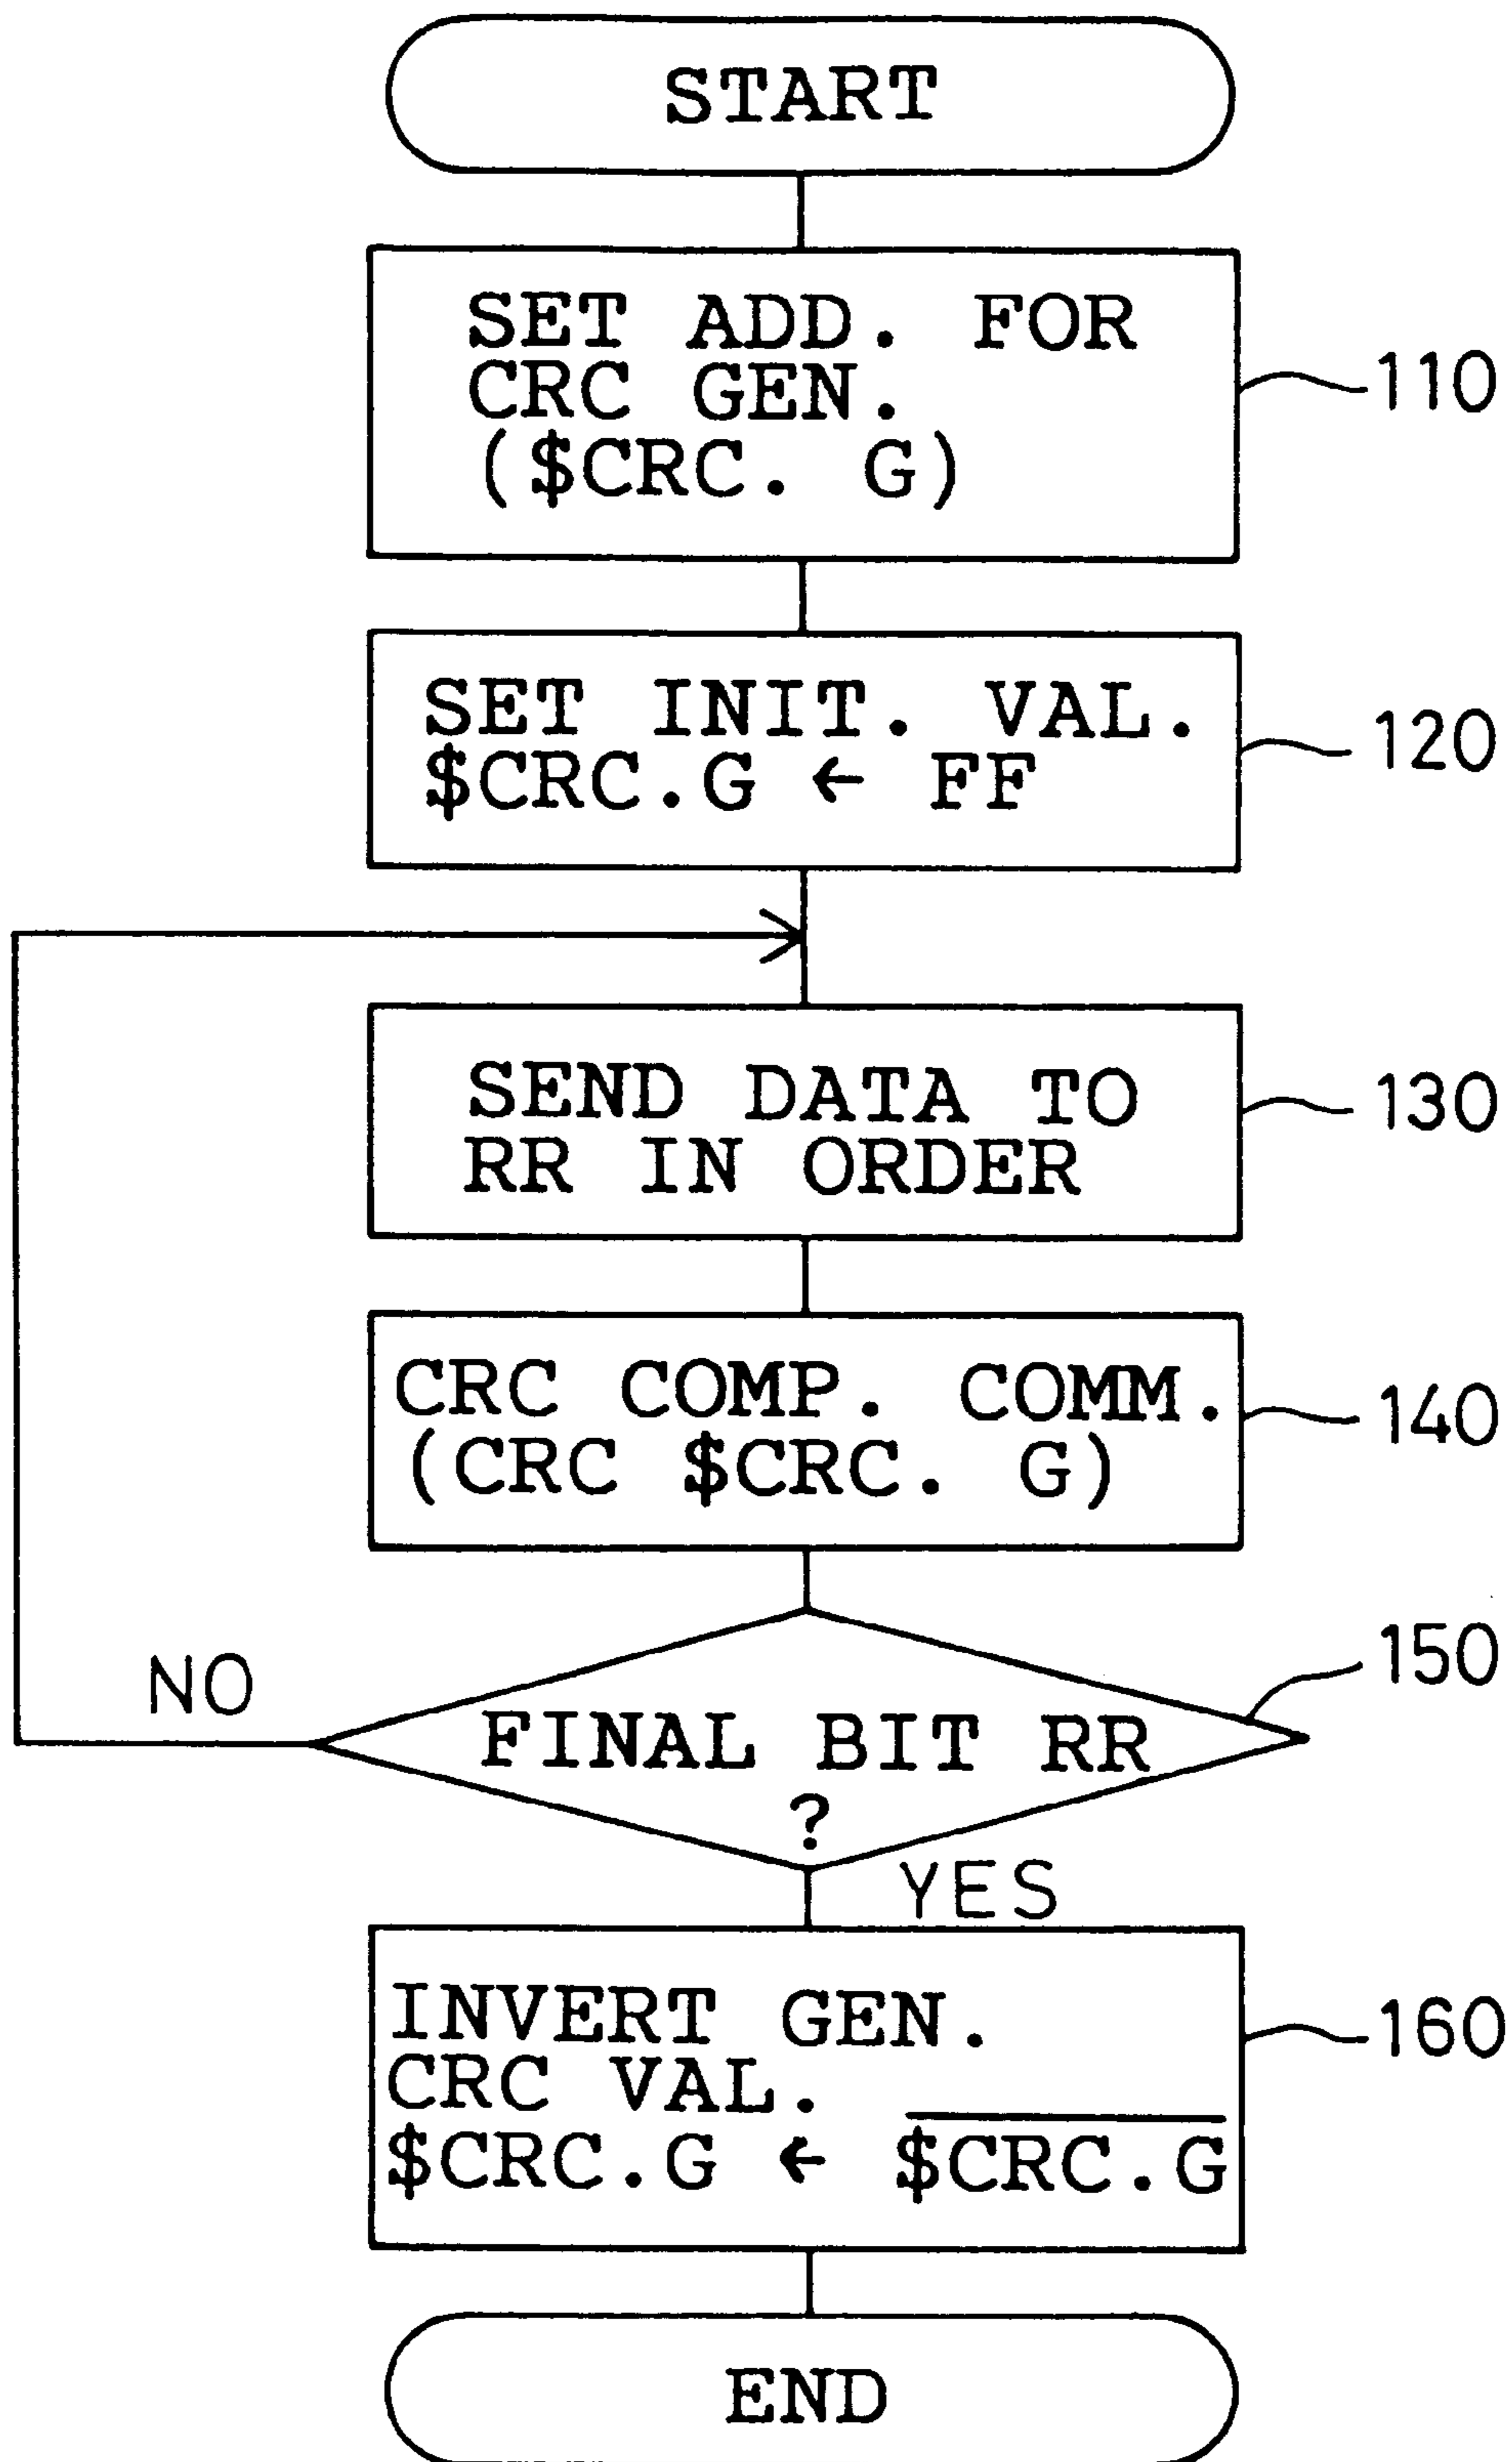 START
SET ADD. FOR
CRC GEN.
($CRC. G)
110
SET INIT. VAL.
$CRC.G ← FF
120
SEND DATA TO
RR IN ORDER
130
CRC COMP. COMM.
(CRC $CRC. G)
140
150
NO
FINAL BIT RR
?
YES
INVERT GEN.
CRC VAL.
$CRC.G ← $̅C̅R̅C̅.̅G̅
160
END